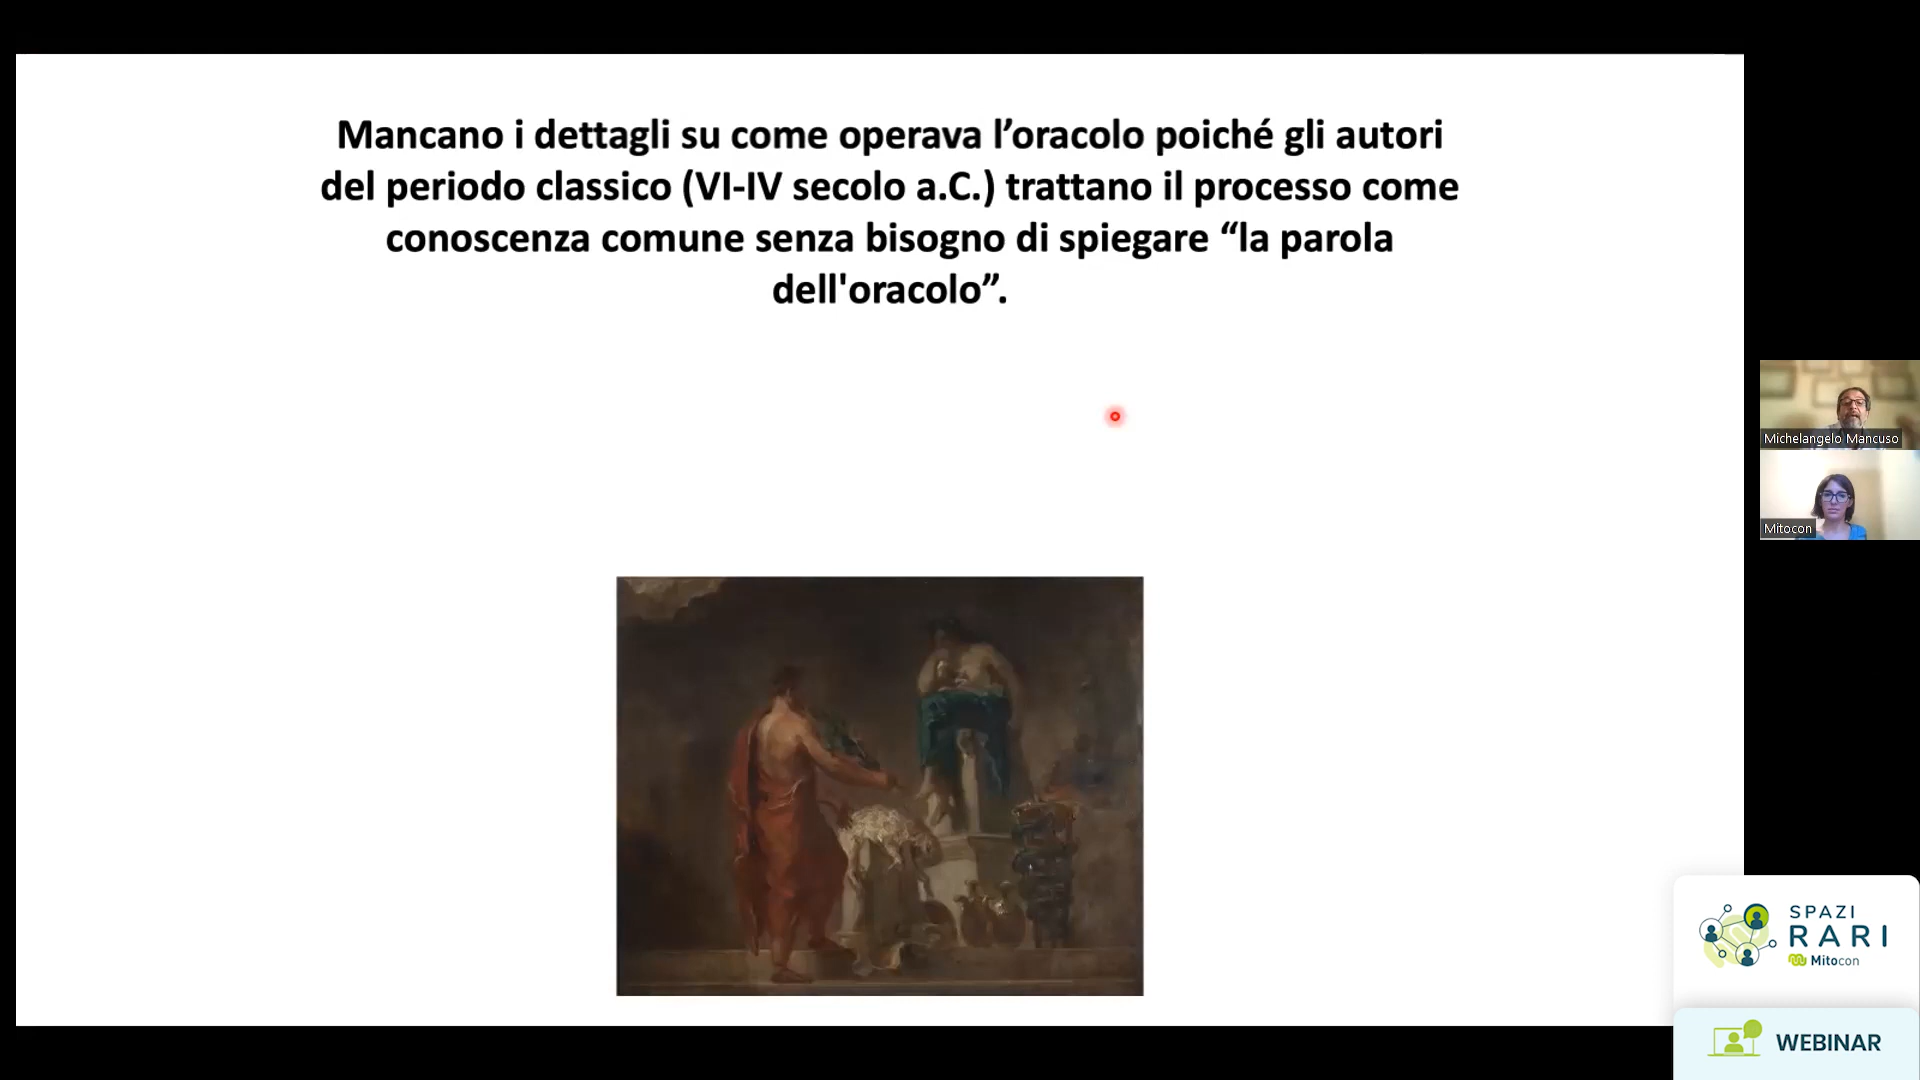 Mancano i dettagli su come operava l’oracolo poiché gli autori
del periodo classico (VI-IV secolo a.C.) trattano il processo come
conoscenza comune senza bisogno di spiegare “la parola
dell'oracolo”.
Michelangelo Mancuso
Mitocon
SPAZI
RARI
Mitocon
WEBINAR